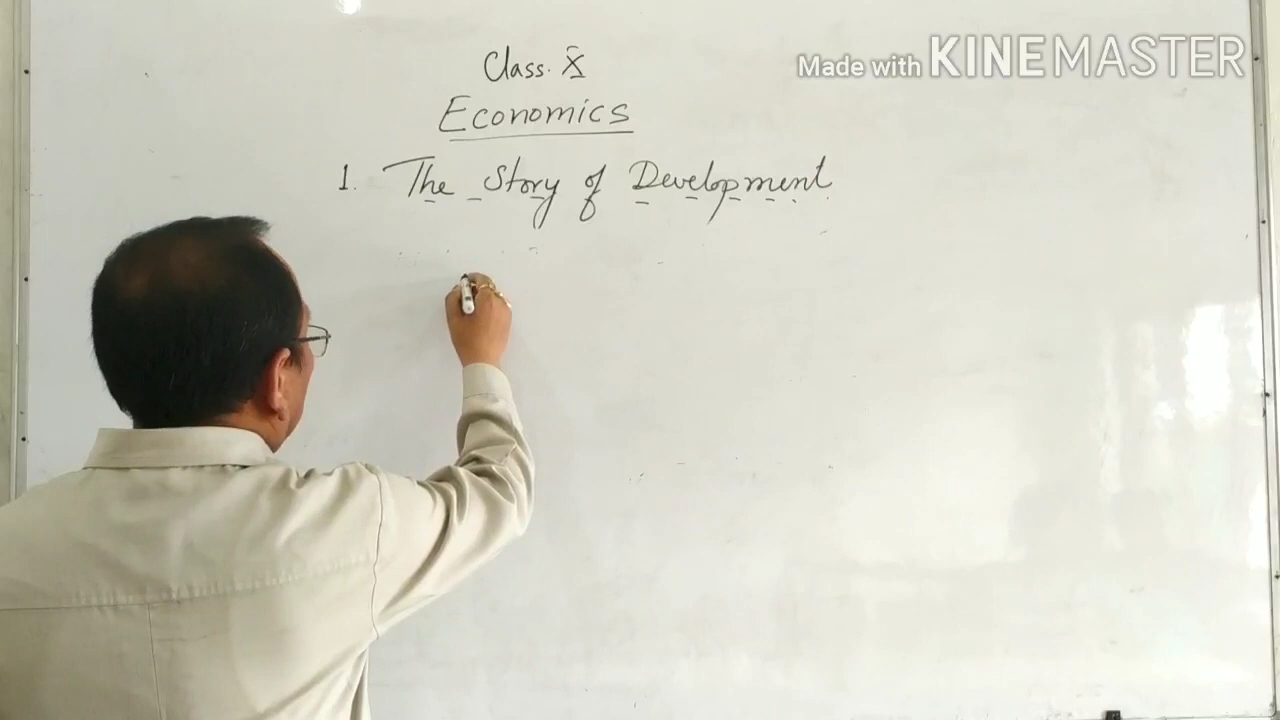 Class. X
Economics
1. The Story of Development
Made with KINEMASTER